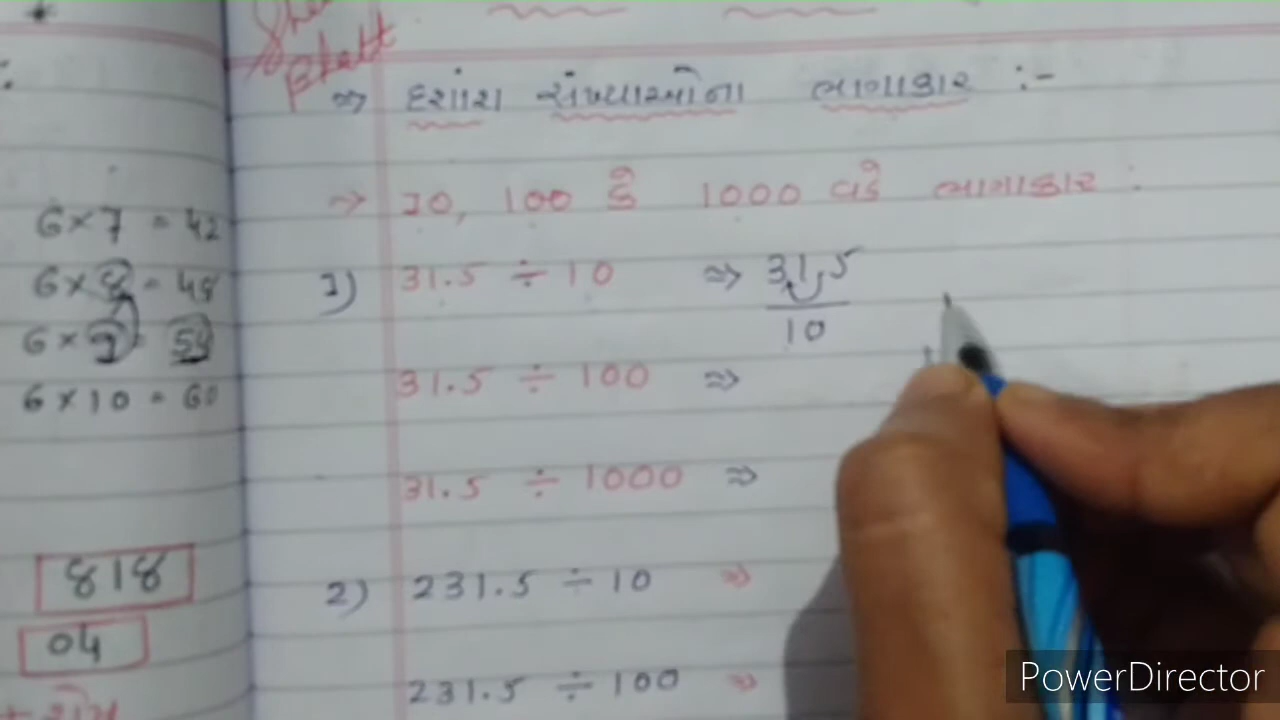 6 × 7 = 42
6 × 8 = 48
6 × 9 = 54
6 × 10 = 60
818
04
Bhatt
⇒ દશાંશ સંખ્યાઓના ભાગાકાર :-
⇒ 10, 100 કે 1000 વડે ભાગાકાર :
1) 31.5 ÷ 10 ⇒ 31.5
10
31.5 ÷ 100 ⇒
31.5 ÷ 1000 ⇒
2) 231.5 ÷ 10 ⇒
231.5 ÷ 100 ⇒
PowerDirector